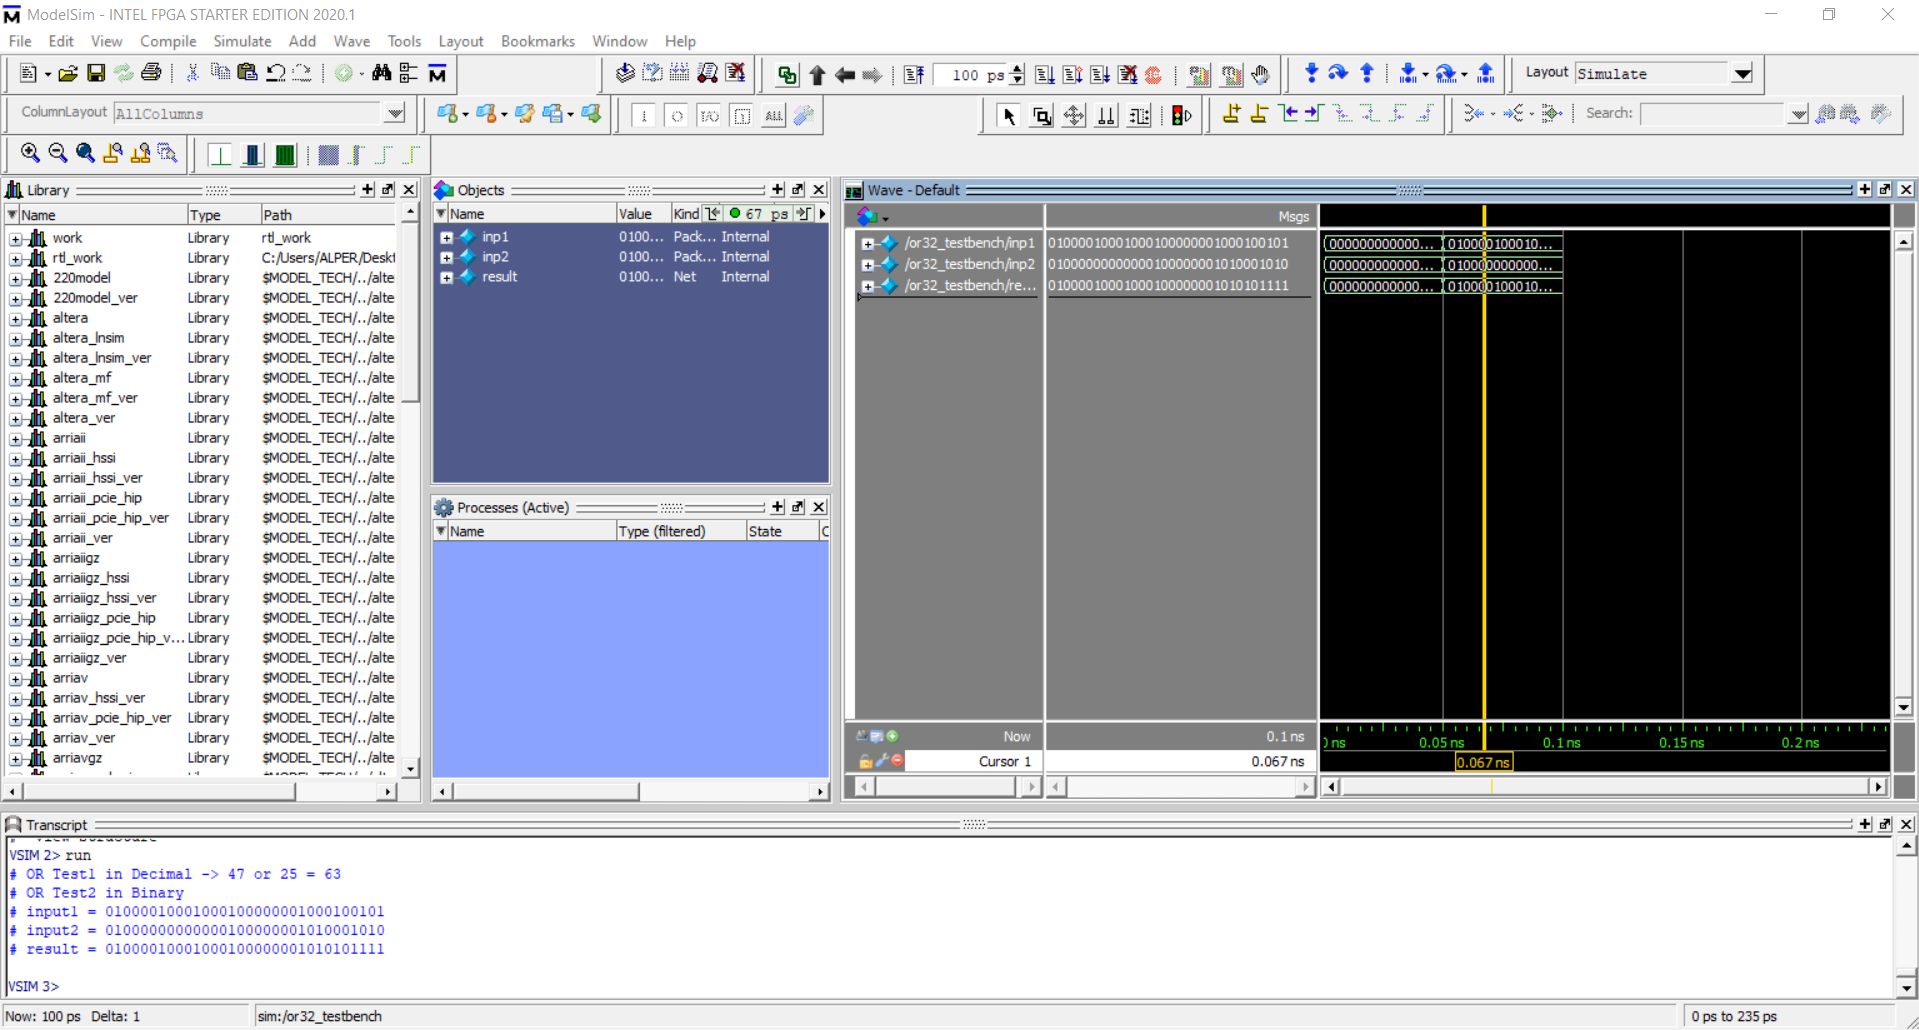 ModelSim - INTEL FPGA STARTER EDITION 2020.1
File Edit View Compile Simulate Add Wave Tools Layout Bookmarks Window Help
100 ps
Layout Simulate
ColumnLayout AllColumns
ALL
Search:
Library
Name Type Path
work Library rtl_work
rtl_work Library C:/Users/ALPER/Deskt
220model Library $MODEL_TECH/../alte
220model_ver Library $MODEL_TECH/../alte
altera Library $MODEL_TECH/../alte
altera_lnsim Library $MODEL_TECH/../alte
altera_lnsim_ver Library $MODEL_TECH/../alte
altera_mf Library $MODEL_TECH/../alte
altera_mf_ver Library $MODEL_TECH/../alte
altera_ver Library $MODEL_TECH/../alte
arriaii Library $MODEL_TECH/../alte
arriaii_hssi Library $MODEL_TECH/../alte
arriaii_hssi_ver Library $MODEL_TECH/../alte
arriaii_pcie_hip Library $MODEL_TECH/../alte
arriaii_pcie_hip_ver Library $MODEL_TECH/../alte
arriaii_ver Library $MODEL_TECH/../alte
arriaiigz Library $MODEL_TECH/../alte
arriaiigz_hssi Library $MODEL_TECH/../alte
arriaiigz_hssi_ver Library $MODEL_TECH/../alte
arriaiigz_pcie_hip Library $MODEL_TECH/../alte
arriaiigz_pcie_hip_v... Library $MODEL_TECH/../alte
arriaiigz_ver Library $MODEL_TECH/../alte
arriav Library $MODEL_TECH/../alte
arriav_hssi_ver Library $MODEL_TECH/../alte
arriav_pcie_hip_ver Library $MODEL_TECH/../alte
arriav_ver Library $MODEL_TECH/../alte
arriavgz Library $MODEL_TECH/../alte
Objects
Name Value Kind 67 ps
inp1 0100... Pack... Internal
inp2 0100... Pack... Internal
result 0100... Net Internal
Processes (Active)
Name Type (filtered) State
Wave - Default
Msgs
/or32_testbench/inp1 01000010001000100000001000100101 000000000000... 010000100010...
/or32_testbench/inp2 01000000000000100000001010001010 000000000000... 010000000000...
/or32_testbench/re... 01000010001000100000001010101111 000000000000... 010000100010...
Now 0.1 ns
Cursor 1 0.067 ns
ns 0.05 ns 0.1 ns 0.15 ns 0.2 ns
0.067 ns
Transcript
VSIM 2> run
# OR Test1 in Decimal -> 47 or 25 = 63
# OR Test2 in Binary
# input1 = 01000010001000100000001000100101
# input2 = 01000000000000100000001010001010
# result = 01000010001000100000001010101111
VSIM 3>
Now: 100 ps Delta: 1 sim:/or32_testbench 0 ps to 235 ps